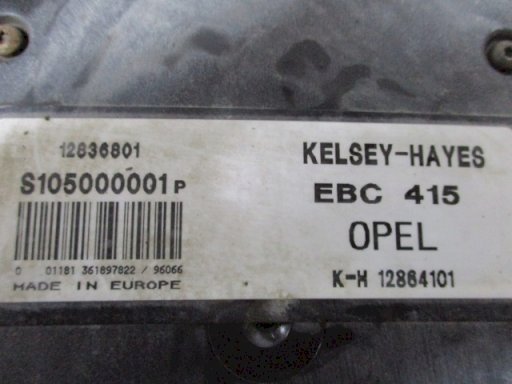 12836801
S105000001P
0 01181 361897822 / 96066
MADE IN EUROPE
KELSEY-HAYES
EBC 415
OPEL
K-H 12864101